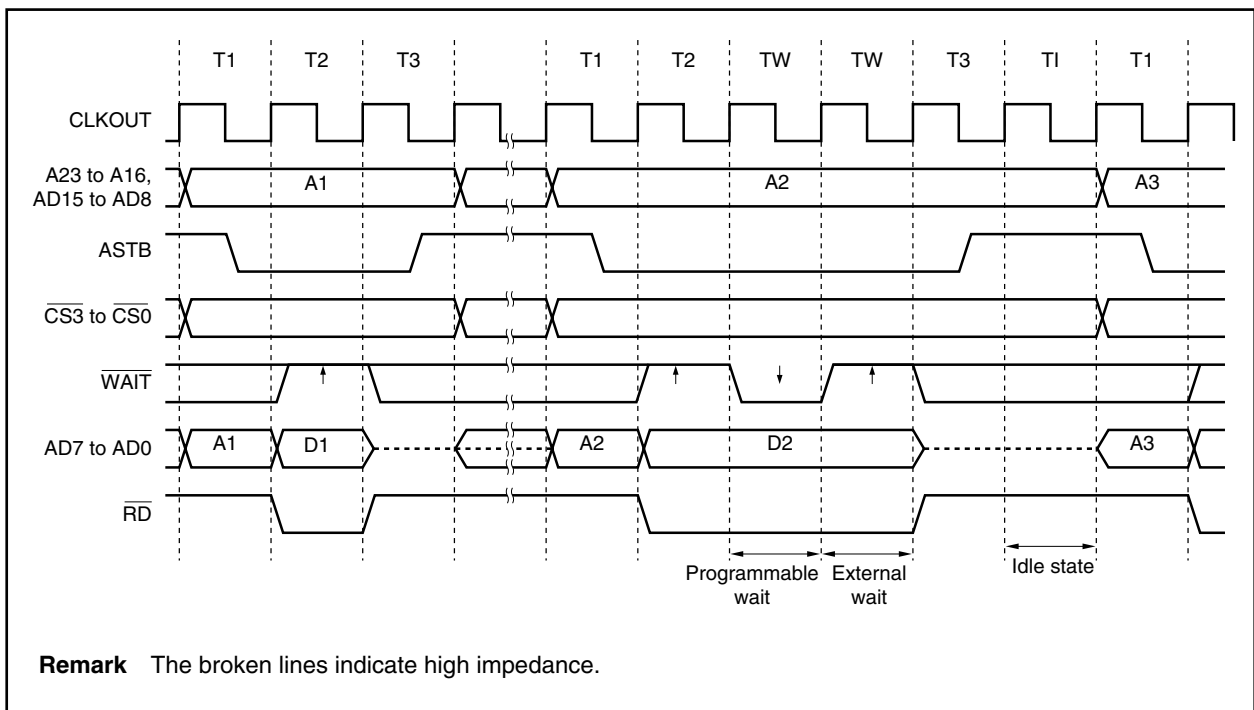 T1 T2 T3 T1 T2 TW TW T3 TI T1
CLKOUT
A23 to A16,
AD15 to AD8
A1 A2 A3
ASTB
CS3 to CS0
WAIT
AD7 to AD0
A1 D1 A2 D2 A3
RD
Programmable
wait
External
wait
Idle state
Remark The broken lines indicate high impedance.